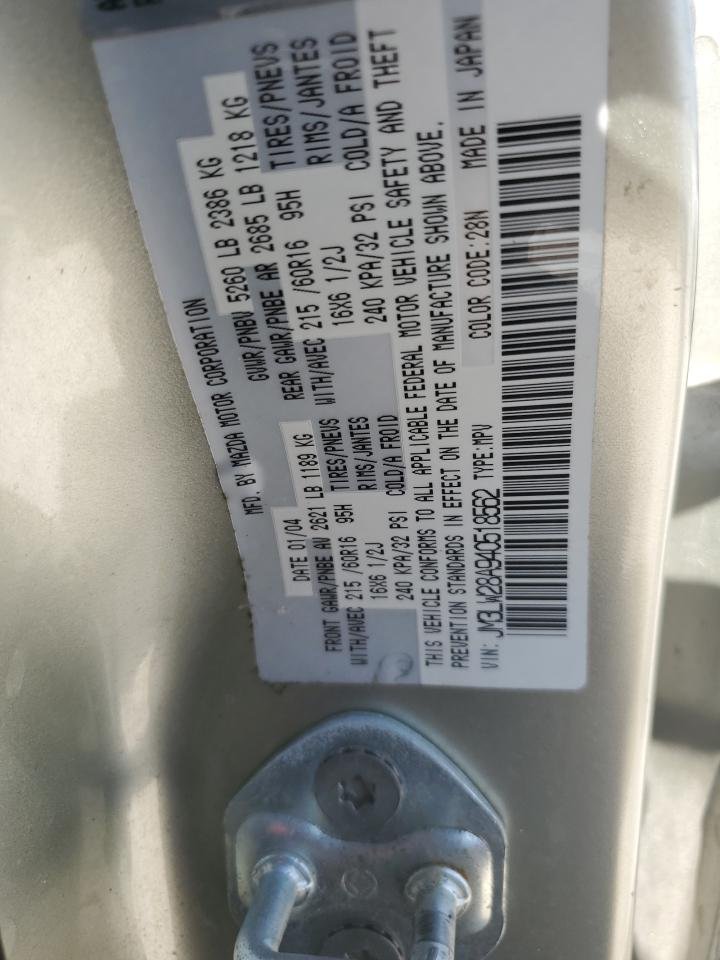 MFD. BY MAZDA MOTOR CORPORATION
DATE 01/04 GVWR/PNBV 5260 LB 2386 KG
FRONT GAWR/PNBE AV 2621 LB 1189 KG REAR GAWR/PNBE AR 2685 LB 1218 KG
WITH/AVEC 215 /60R16 95H TIRES/PNEVS WITH/AVEC 215 /60R16 95H TIRES/PNEVS
16X6 1/2J RIMS/JANTES 16X6 1/2J RIMS/JANTES
240 KPA/32 PSI COLD/A FROID 240 KPA/32 PSI COLD/A FROID
THIS VEHICLE CONFORMS TO ALL APPLICABLE FEDERAL MOTOR VEHICLE SAFETY AND THEFT
PREVENTION STANDARDS IN EFFECT ON THE DATE OF MANUFACTURE SHOWN ABOVE.
VIN: JM3LW28A940518562 TYPE:MPV COLOR CODE:28N MADE IN JAPAN